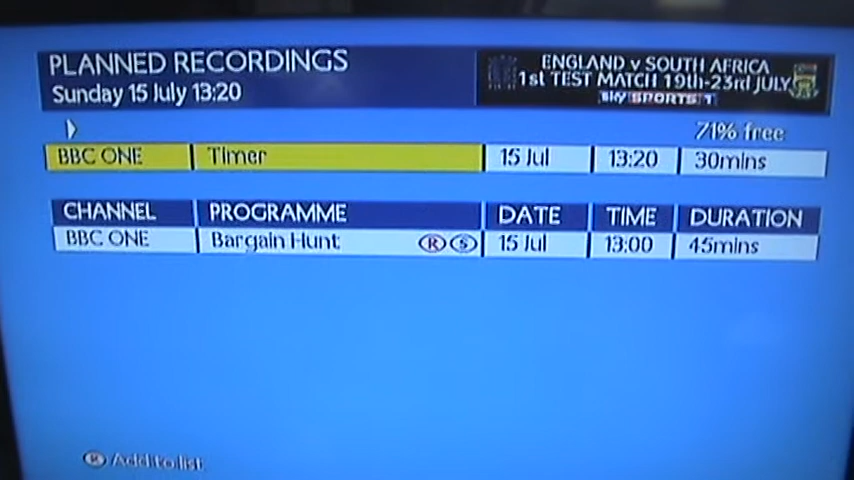 PLANNED RECORDINGS
Sunday 15 July 13:20
ENGLAND v SOUTH AFRICA
1st TEST MATCH 19th-23rd JULY
sky SPORTS 1
71% free
BBC ONE Timer 15 Jul 13:20 30mins
CHANNEL PROGRAMME DATE TIME DURATION
BBC ONE Bargain Hunt R S 15 Jul 13:00 45mins
R Add to list